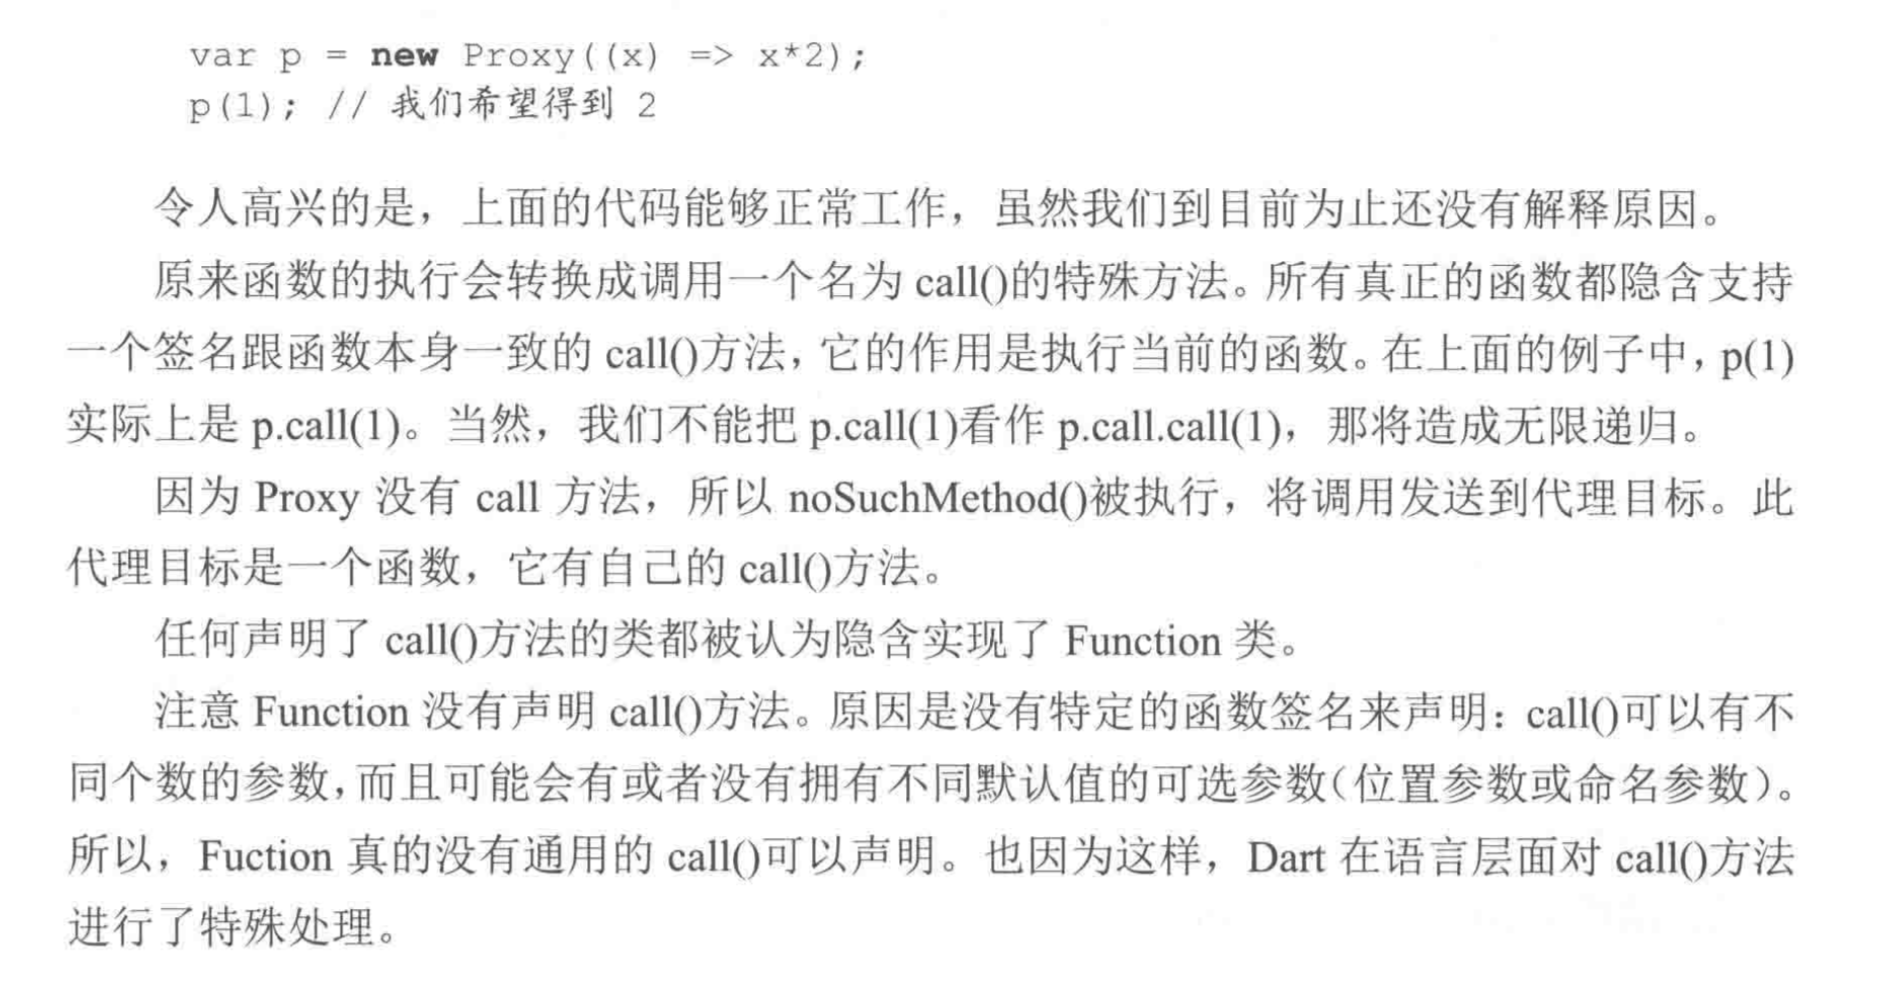 var p = new Proxy((x) => x*2);
p(1); // 我们希望得到 2
令人高兴的是，上面的代码能够正常工作，虽然我们到目前为止还没有解释原因。
原来函数的执行会转换成调用一个名为 call()的特殊方法。所有真正的函数都隐含支持
一个签名跟函数本身一致的 call()方法，它的作用是执行当前的函数。在上面的例子中，p(1)
实际上是 p.call(1)。当然，我们不能把 p.call(1)看作 p.call.call(1)，那将造成无限递归。
因为 Proxy 没有 call 方法，所以 noSuchMethod()被执行，将调用发送到代理目标。此
代理目标是一个函数，它有自己的 call()方法。
任何声明了 call()方法的类都被认为隐含实现了 Function 类。
注意 Function 没有声明 call()方法。原因是没有特定的函数签名来声明：call()可以有不
同个数的参数，而且可能会有或者没有拥有不同默认值的可选参数（位置参数或命名参数）。
所以，Fuction 真的没有通用的 call()可以声明。也因为这样，Dart 在语言层面对 call()方法
进行了特殊处理。